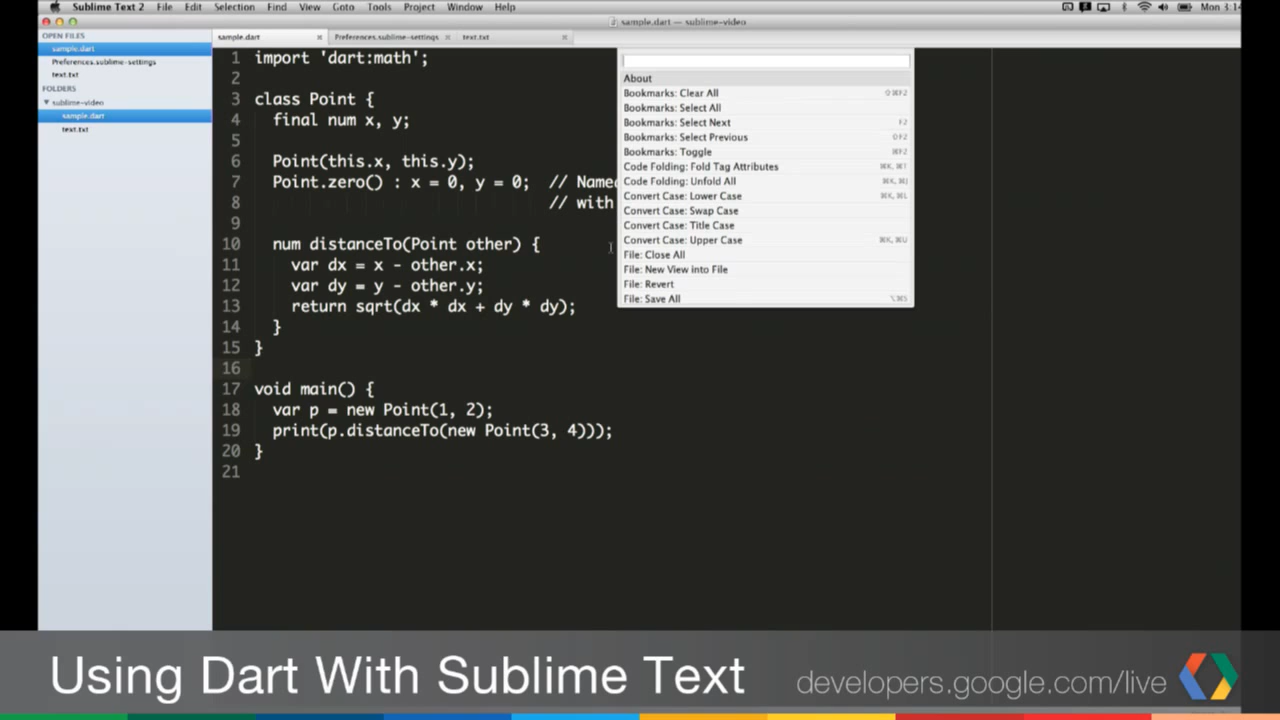 Sublime Text 2 File Edit Selection Find View Goto Tools Project Window Help Mon 3:14
sample.dart — sublime-video
OPEN FILES
sample.dart
Preferences.sublime-settings
text.txt
FOLDERS
sublime-video
sample.dart
text.txt
sample.dart Preferences.sublime-settings text.txt
1 import 'dart:math';
2
3 class Point {
4 final num x, y;
5
6 Point(this.x, this.y);
7 Point.zero() : x = 0, y = 0; // Named
8 // with
9
10 num distanceTo(Point other) {
11 var dx = x - other.x;
12 var dy = y - other.y;
13 return sqrt(dx * dx + dy * dy);
14 }
15 }
16
17 void main() {
18 var p = new Point(1, 2);
19 print(p.distanceTo(new Point(3, 4)));
20 }
21
About
Bookmarks: Clear All ⇧⌘F2
Bookmarks: Select All
Bookmarks: Select Next F2
Bookmarks: Select Previous ⇧F2
Bookmarks: Toggle ⌘F2
Code Folding: Fold Tag Attributes ⌘K, ⌘T
Code Folding: Unfold All ⌘K, ⌘J
Convert Case: Lower Case ⌘K, ⌘L
Convert Case: Swap Case
Convert Case: Title Case
Convert Case: Upper Case ⌘K, ⌘U
File: Close All
File: New View into File
File: Revert
File: Save All ⌥⌘S
Using Dart With Sublime Text
developers.google.com/live